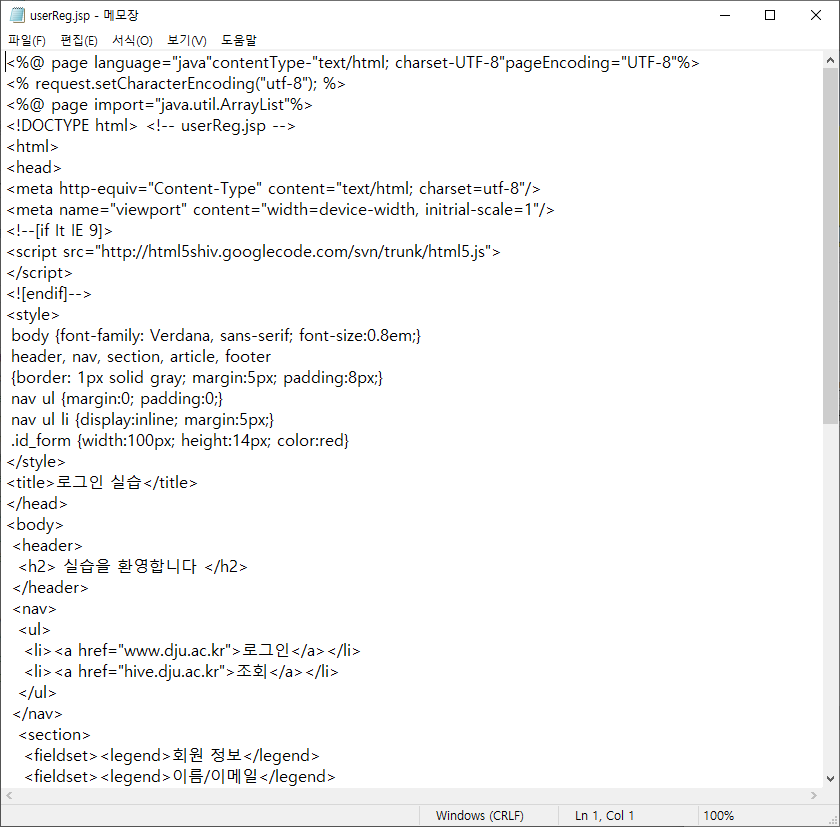 userReg.jsp - 메모장
파일(F) 편집(E) 서식(O) 보기(V) 도움말
<%@ page language="java"contentType-"text/html; charset-UTF-8"pageEncoding="UTF-8"%>
<% request.setCharacterEncoding("utf-8"); %>
<%@ page import="java.util.ArrayList"%>
<!DOCTYPE html> <!-- userReg.jsp -->
<html>
<head>
<meta http-equiv="Content-Type" content="text/html; charset=utf-8"/>
<meta name="viewport" content="width=device-width, initrial-scale=1"/>
<!--[if It IE 9]>
<script src="http://html5shiv.googlecode.com/svn/trunk/html5.js">
</script>
<![endif]-->
<style>
body {font-family: Verdana, sans-serif; font-size:0.8em;}
header, nav, section, article, footer
{border: 1px solid gray; margin:5px; padding:8px;}
nav ul {margin:0; padding:0;}
nav ul li {display:inline; margin:5px;}
.id_form {width:100px; height:14px; color:red}
</style>
<title>로그인 실습</title>
</head>
<body>
<header>
<h2> 실습을 환영합니다 </h2>
</header>
<nav>
<ul>
<li><a href="www.dju.ac.kr">로그인</a></li>
<li><a href="hive.dju.ac.kr">조회</a></li>
</ul>
</nav>
<section>
<fieldset><legend>회원 정보</legend>
<fieldset><legend>이름/이메일</legend>
Windows (CRLF) Ln 1, Col 1 100%